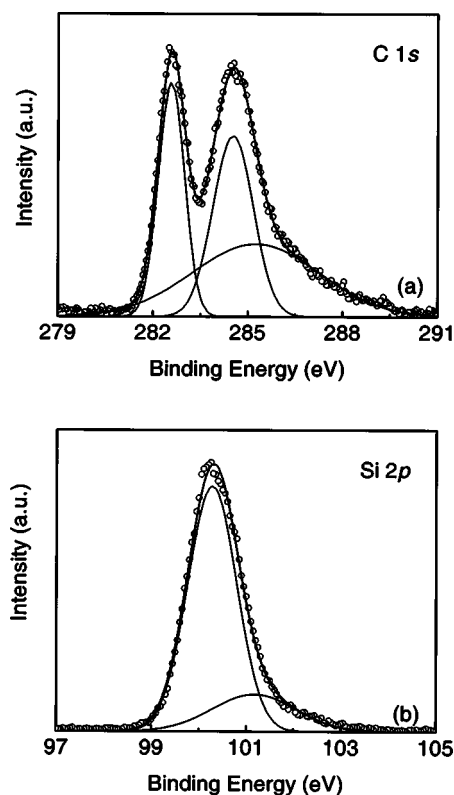 C 1s
Intensity (a.u.)
(a)
279 282 285 288 291
Binding Energy (eV)
Si 2p
Intensity (a.u.)
(b)
97 99 101 103 105
Binding Energy (eV)